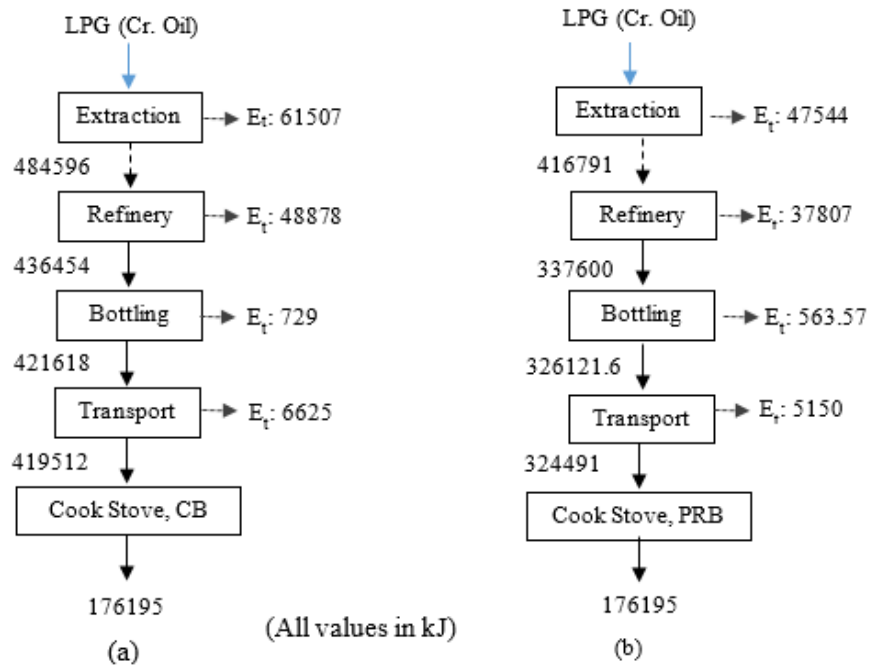 LPG (Cr. Oil)
Extraction
Et: 61507
484596
Refinery
Et: 48878
436454
Bottling
Et: 729
421618
Transport
Et: 6625
419512
Cook Stove, CB
176195
(a)
(All values in kJ)
LPG (Cr. Oil)
Extraction
Et: 47544
416791
Refinery
Et: 37807
337600
Bottling
Et: 563.57
326121.6
Transport
Et: 5150
324491
Cook Stove, PRB
176195
(b)